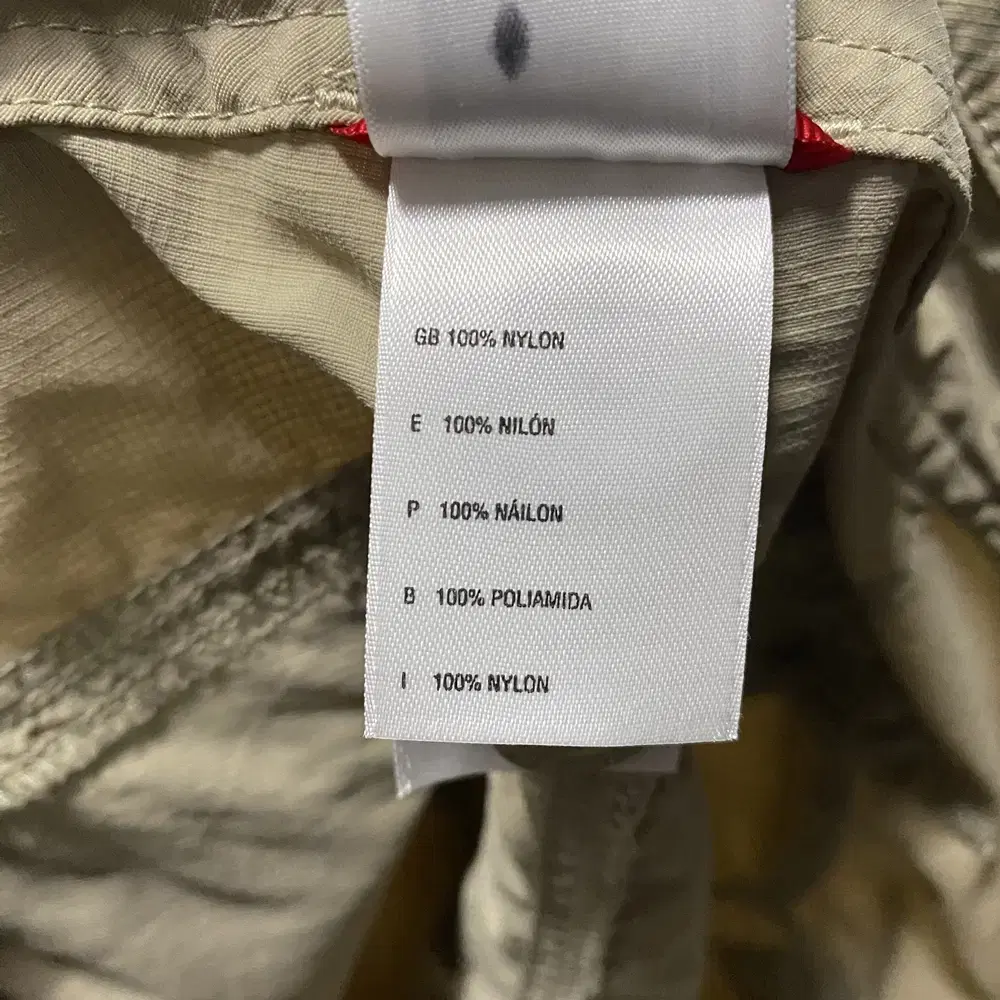 GB 100% NYLON
E 100% NILÓN
P 100% NÁILON
B 100% POLIAMIDA
I 100% NYLON